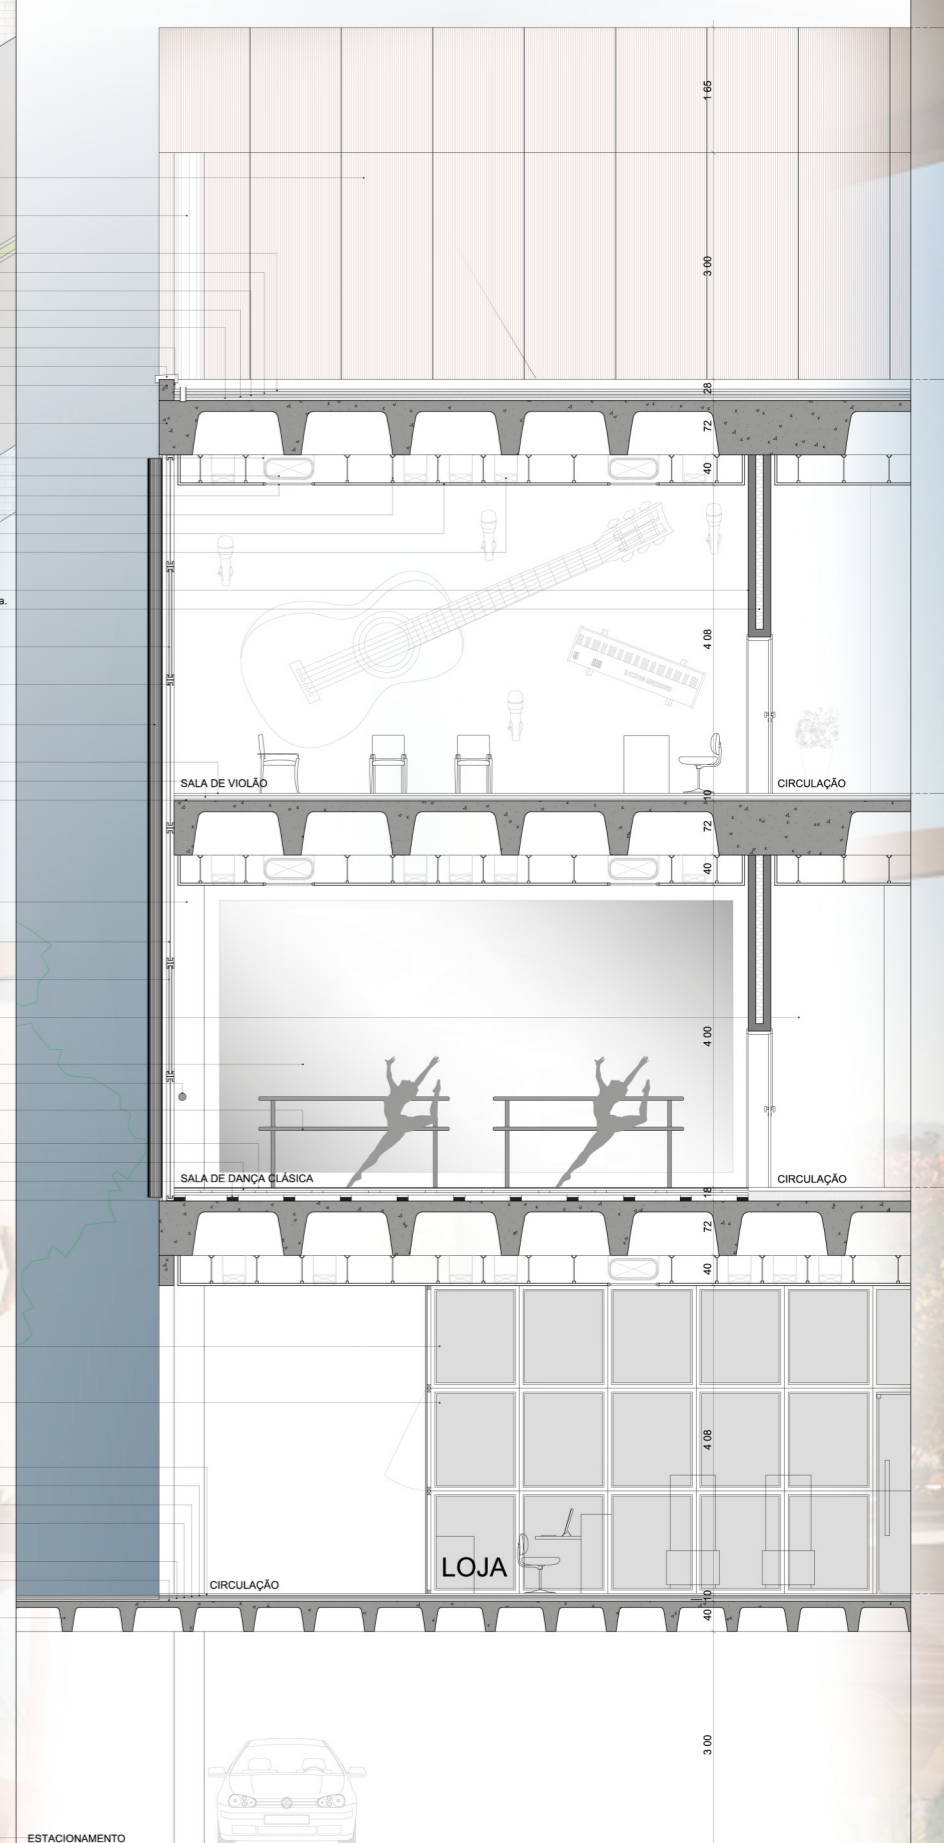 1 65
3 00
28
72
40
a.
4 08
SALA DE VIOLÃO
CIRCULAÇÃO
10
72
40
4 00
SALA DE DANÇA CLÁSICA
CIRCULAÇÃO
18
72
40
4 08
LOJA
CIRCULAÇÃO
10
40
3 00
ESTACIONAMENTO